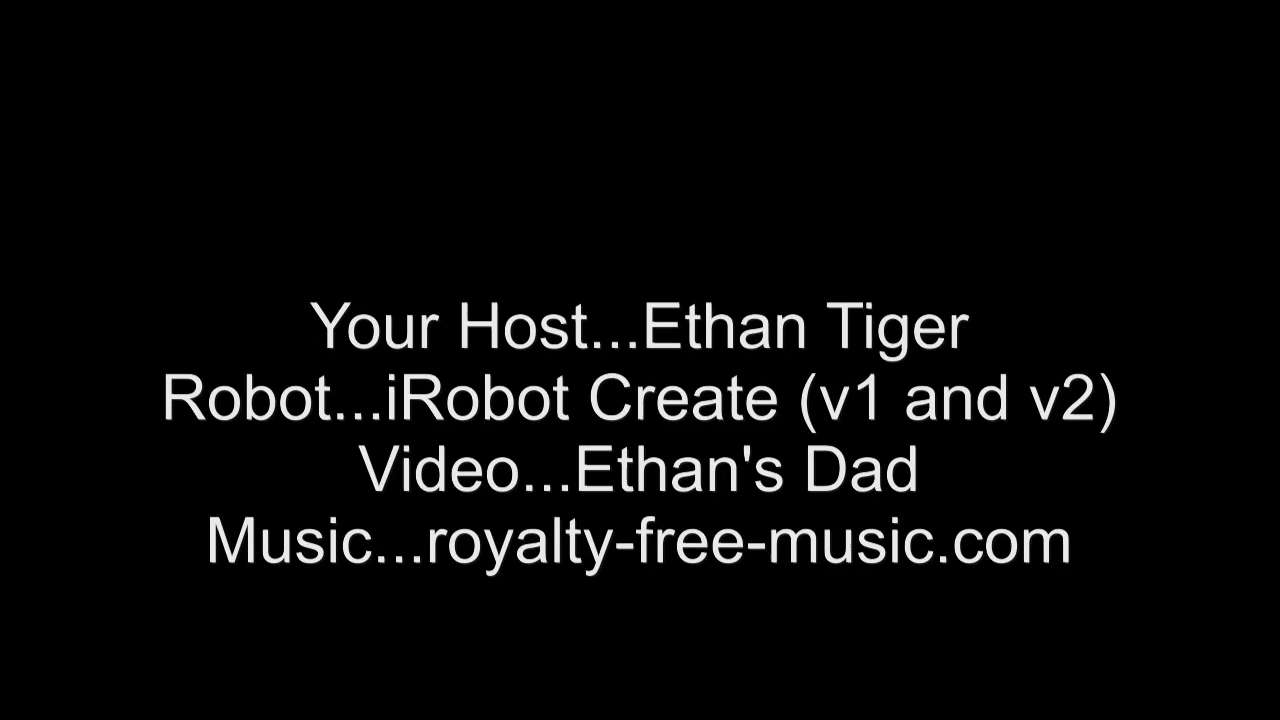 Your Host...Ethan Tiger
Robot...iRobot Create (v1 and v2)
Video...Ethan's Dad
Music...royalty-free-music.com